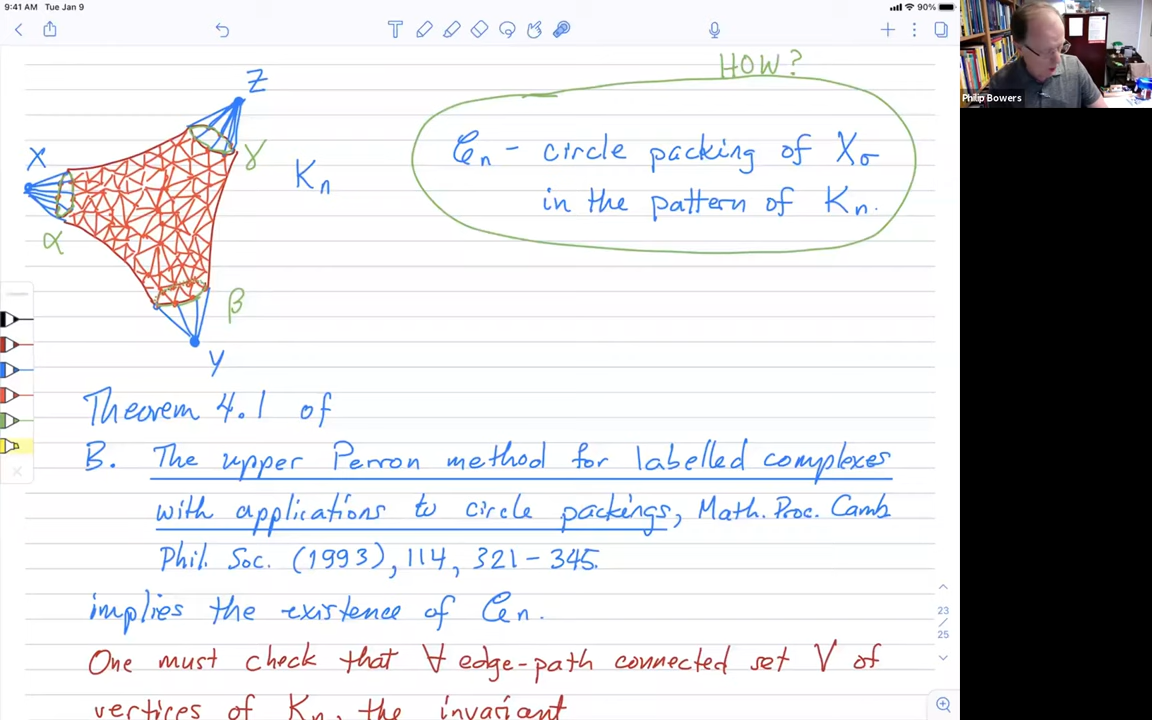 9:41 AM Tue Jan 9
90%
HOW?
Z
X
γ
Kn
α
β
Y
𝒞n - circle packing of Xσ
in the pattern of Kn.
Philip Bowers
Theorem 4.1 of
B. The upper Perron method for labelled complexes
with applications to circle packings, Math. Proc. Camb
Phil. Soc. (1993), 114, 321-345.
implies the existence of 𝒞n.
One must check that ∀ edge-path connected set V of
vertices of Kn, the invariant
23
/
25